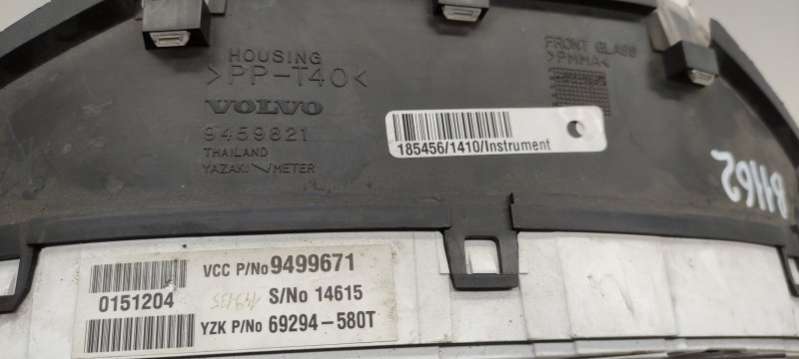 HOUSING
>PP-T40<
VOLVO
9459821
THAILAND
YAZAKI METER
FRONT GLASS
>PMMA<
185456/1410/Instrument
B1162
VCC P/No 9499671
0151204
S/No 14615
YZK P/No 69294-580T